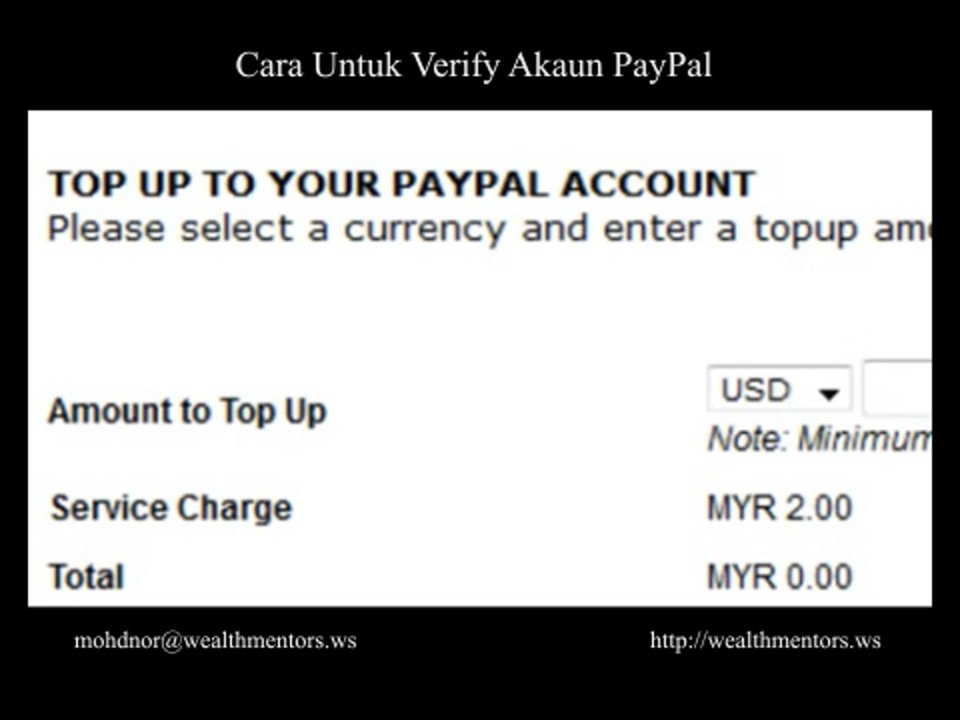 Cara Untuk Verify Akaun PayPal
TOP UP TO YOUR PAYPAL ACCOUNT
Please select a currency and enter a topup
Amount to Top Up
USD
Note: Minimum
Service Charge
MYR 2.00
Total
MYR 0.00
mohdnor@wealthmentors.ws
http://wealthmentors.ws